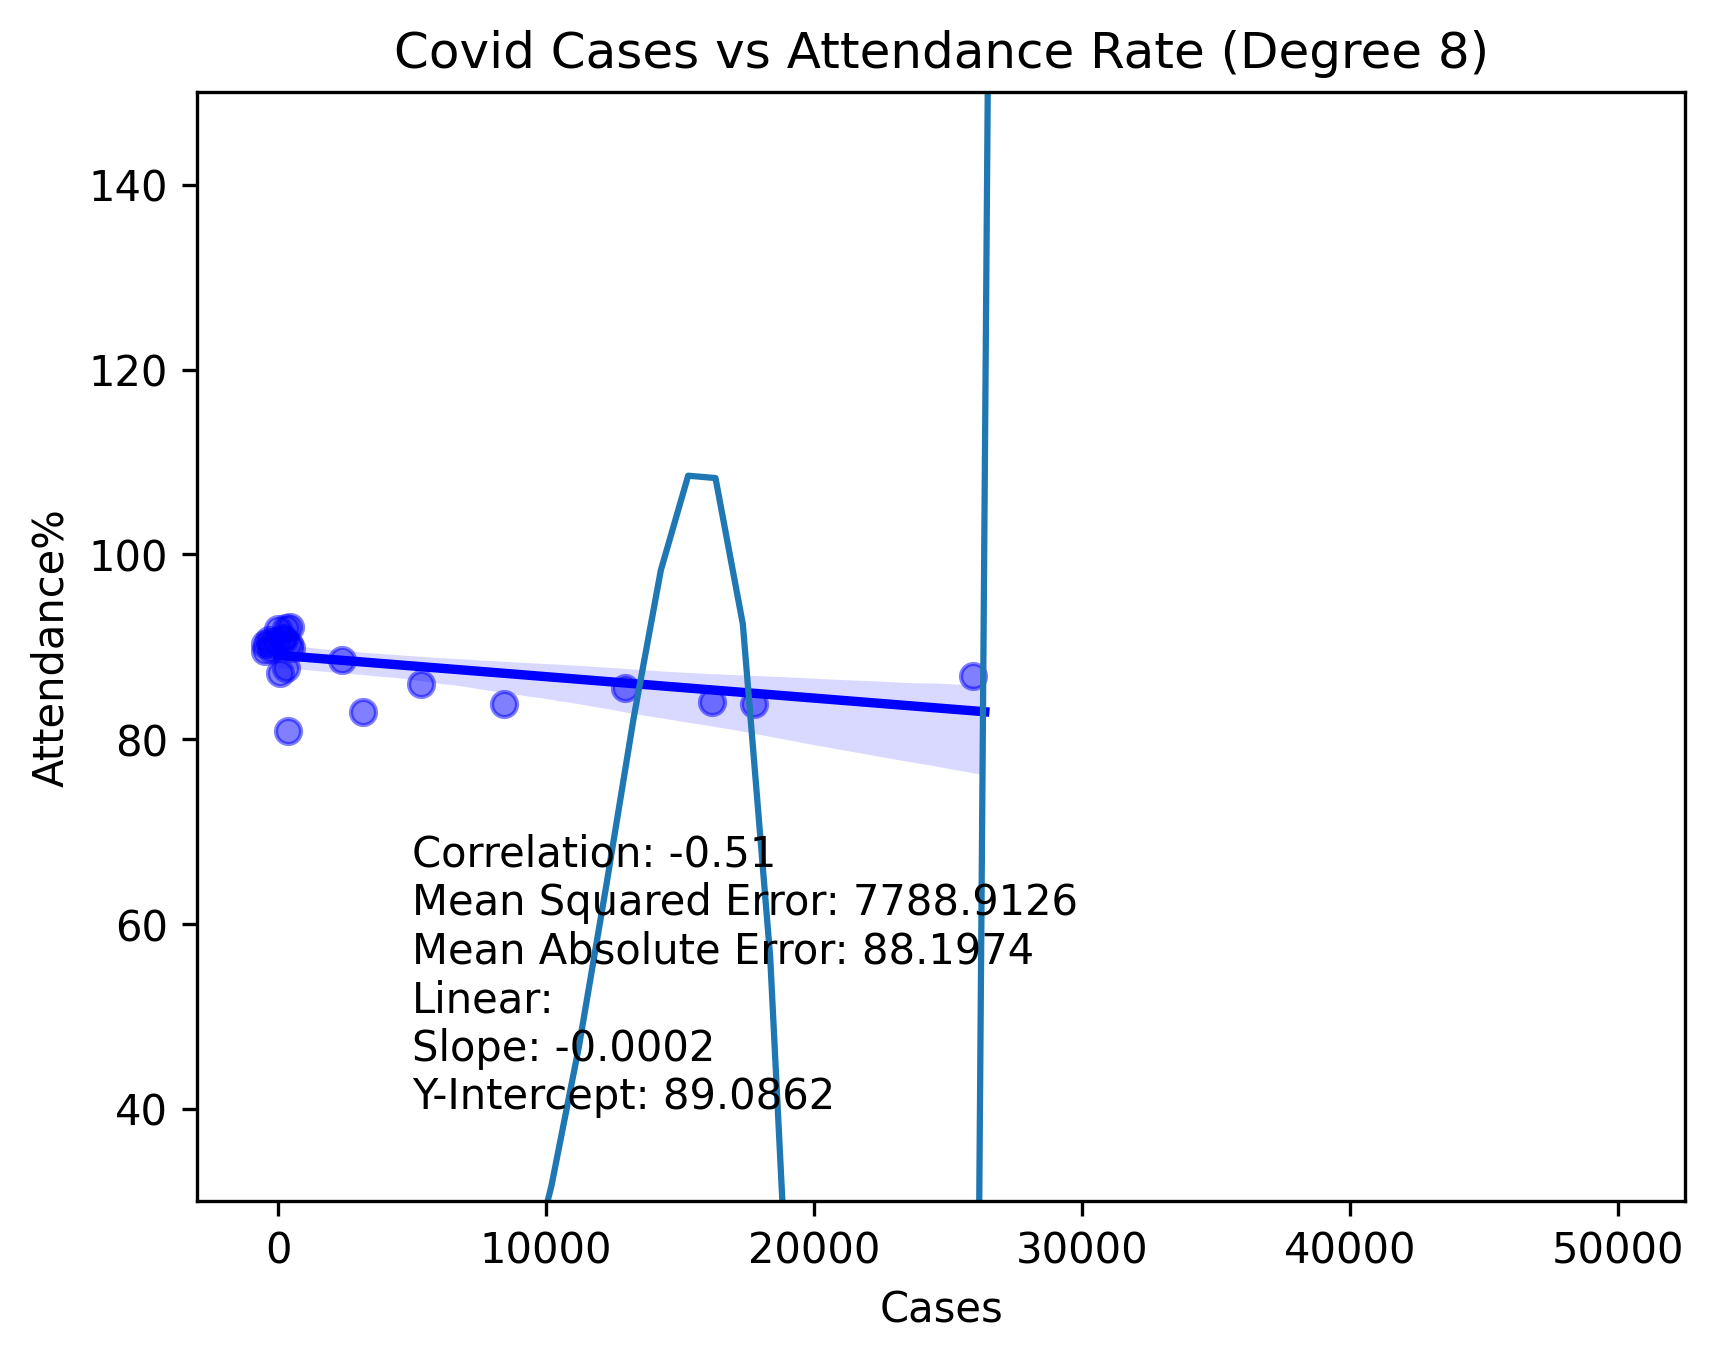 Covid Cases vs Attendance Rate (Degree 8)
140
120
100
80
60
40
Attendance%
Correlation: -0.51
Mean Squared Error: 7788.9126
Mean Absolute Error: 88.1974
Linear:
Slope: -0.0002
Y-Intercept: 89.0862
0 10000 20000 30000 40000 50000
Cases